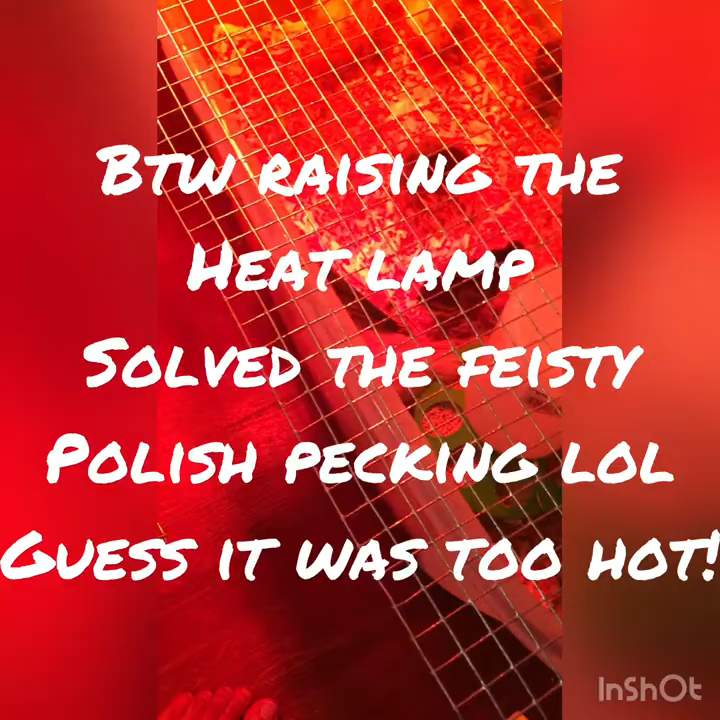 BTW RAISING THE
HEAT LAMP
SOLVED THE FEISTY
POLISH PECKING LOL
GUESS IT WAS TOO HOT!
InShOt